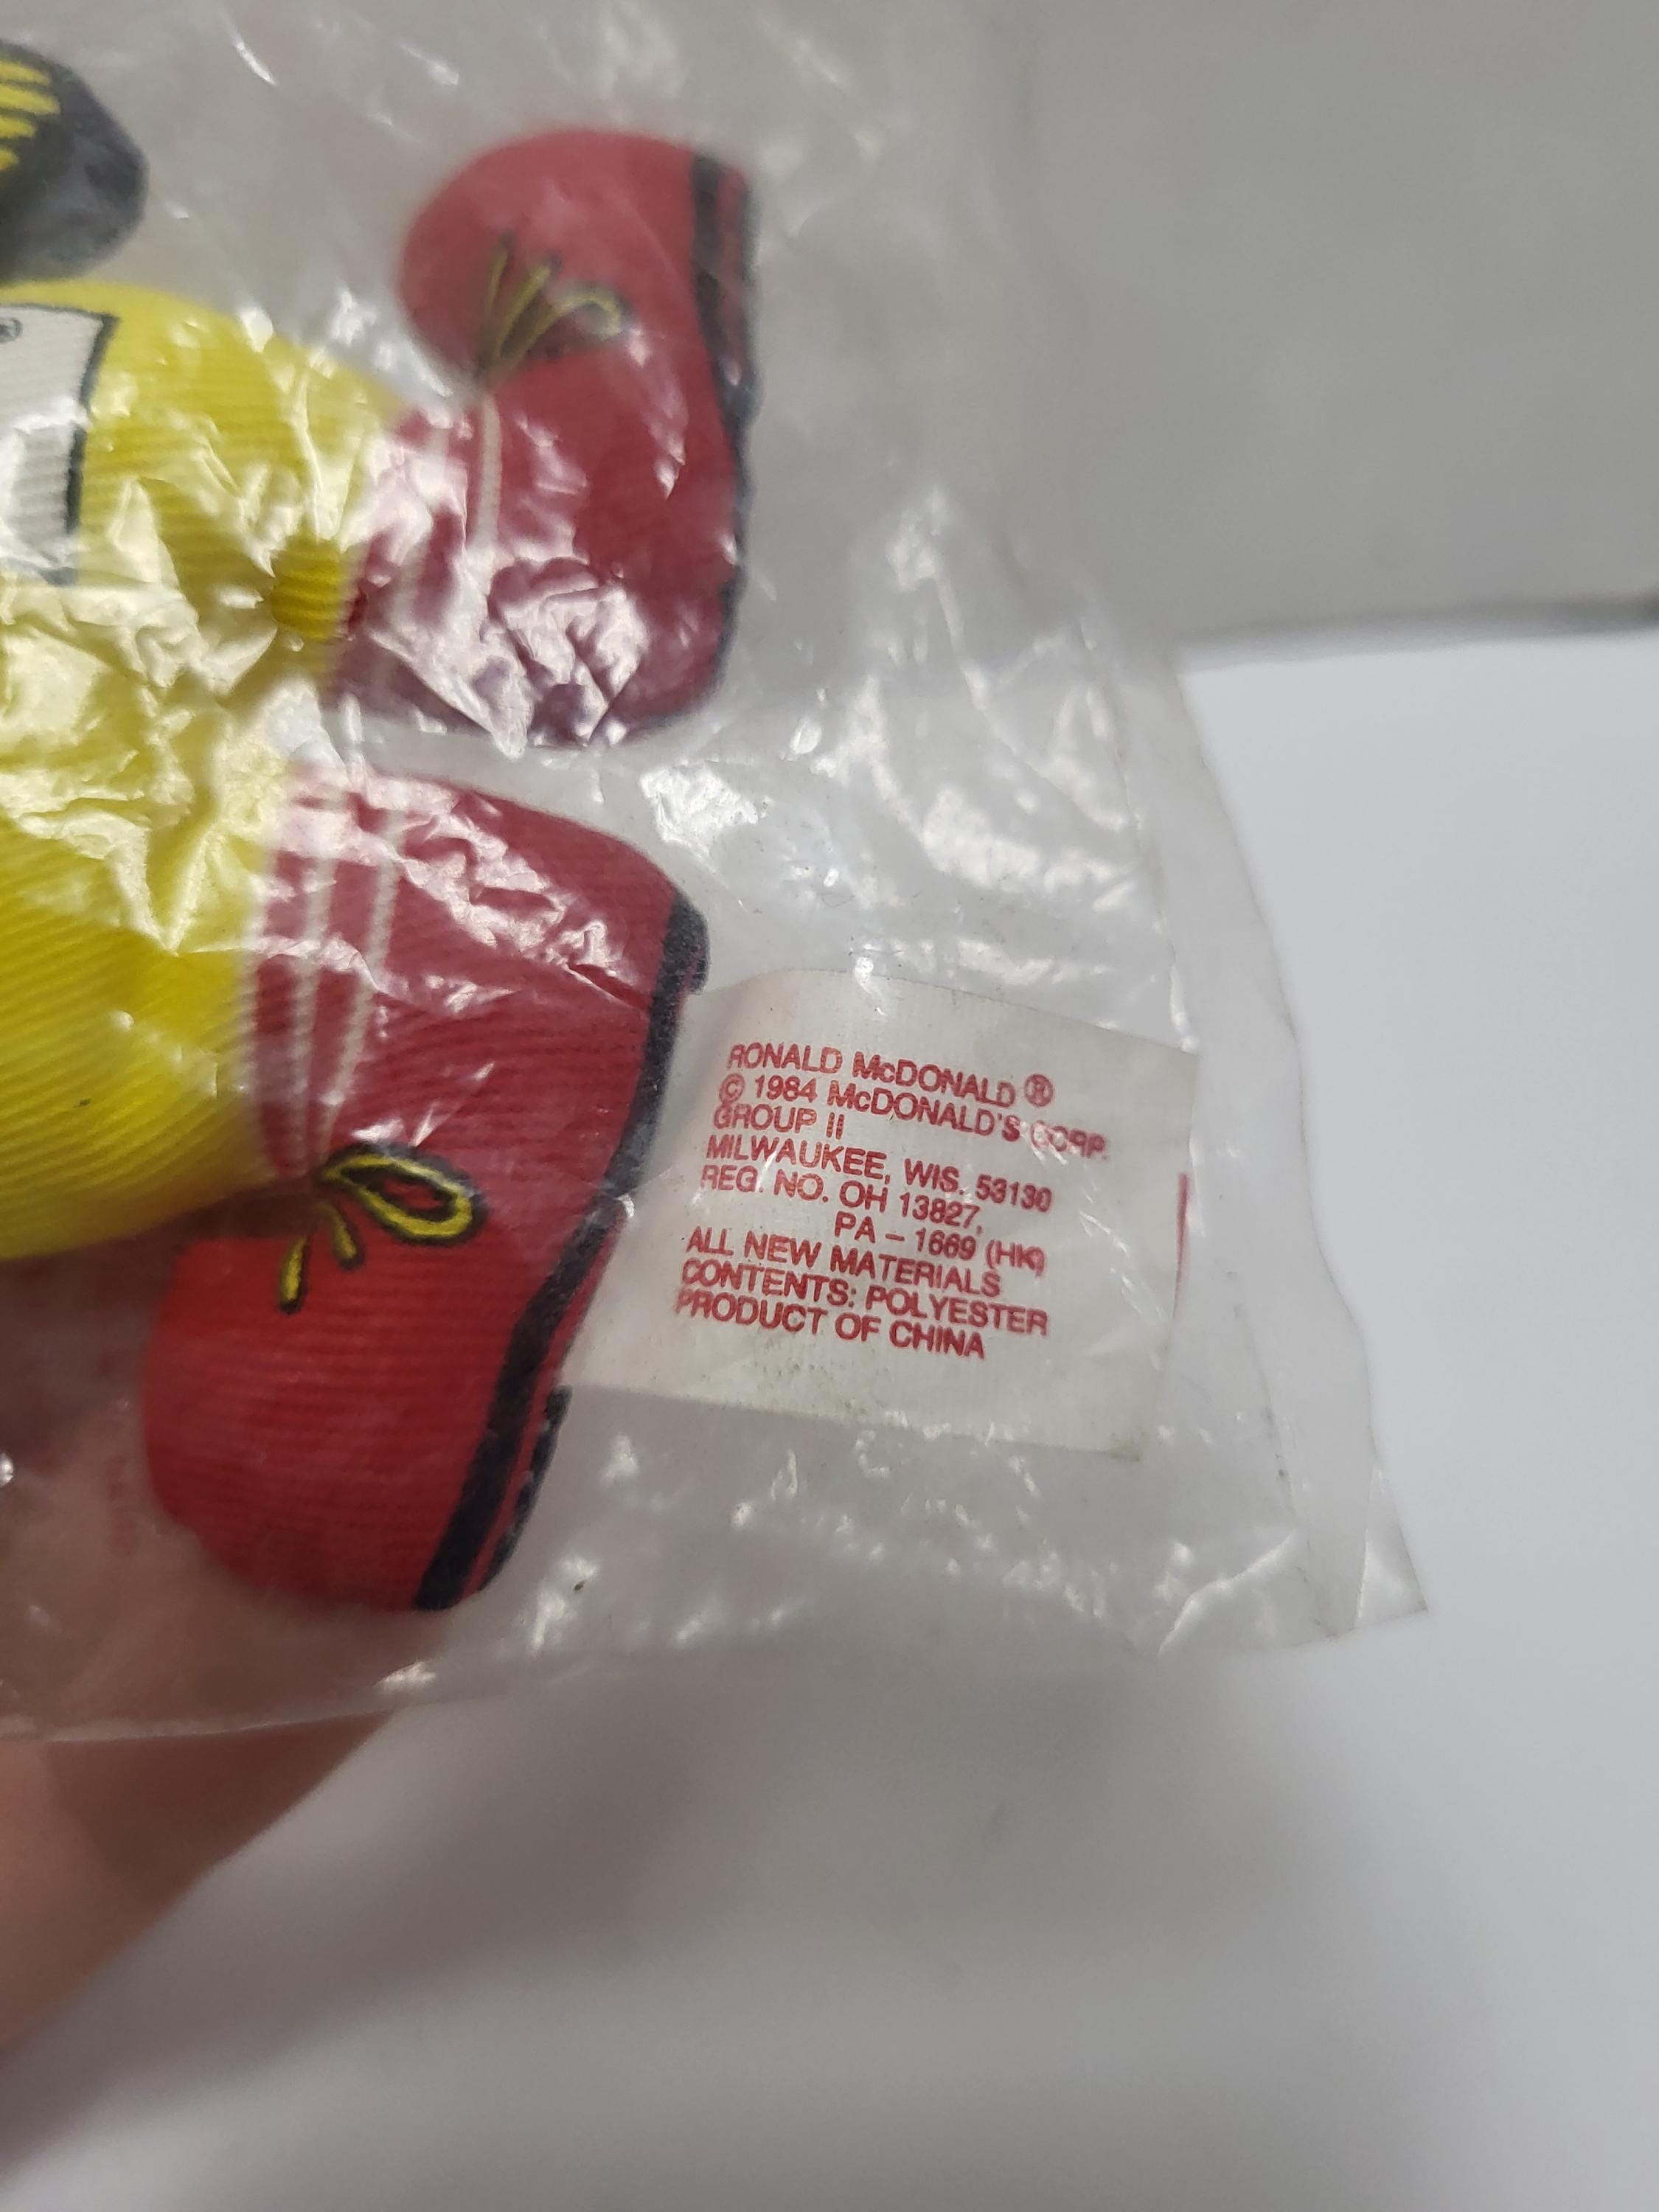 ®
RONALD McDONALD ®
© 1984 McDONALD'S CORP.
GROUP II
MILWAUKEE, WIS. 53130
REG. NO. OH 13827,
PA – 1669 (HK)
ALL NEW MATERIALS
CONTENTS: POLYESTER
PRODUCT OF CHINA